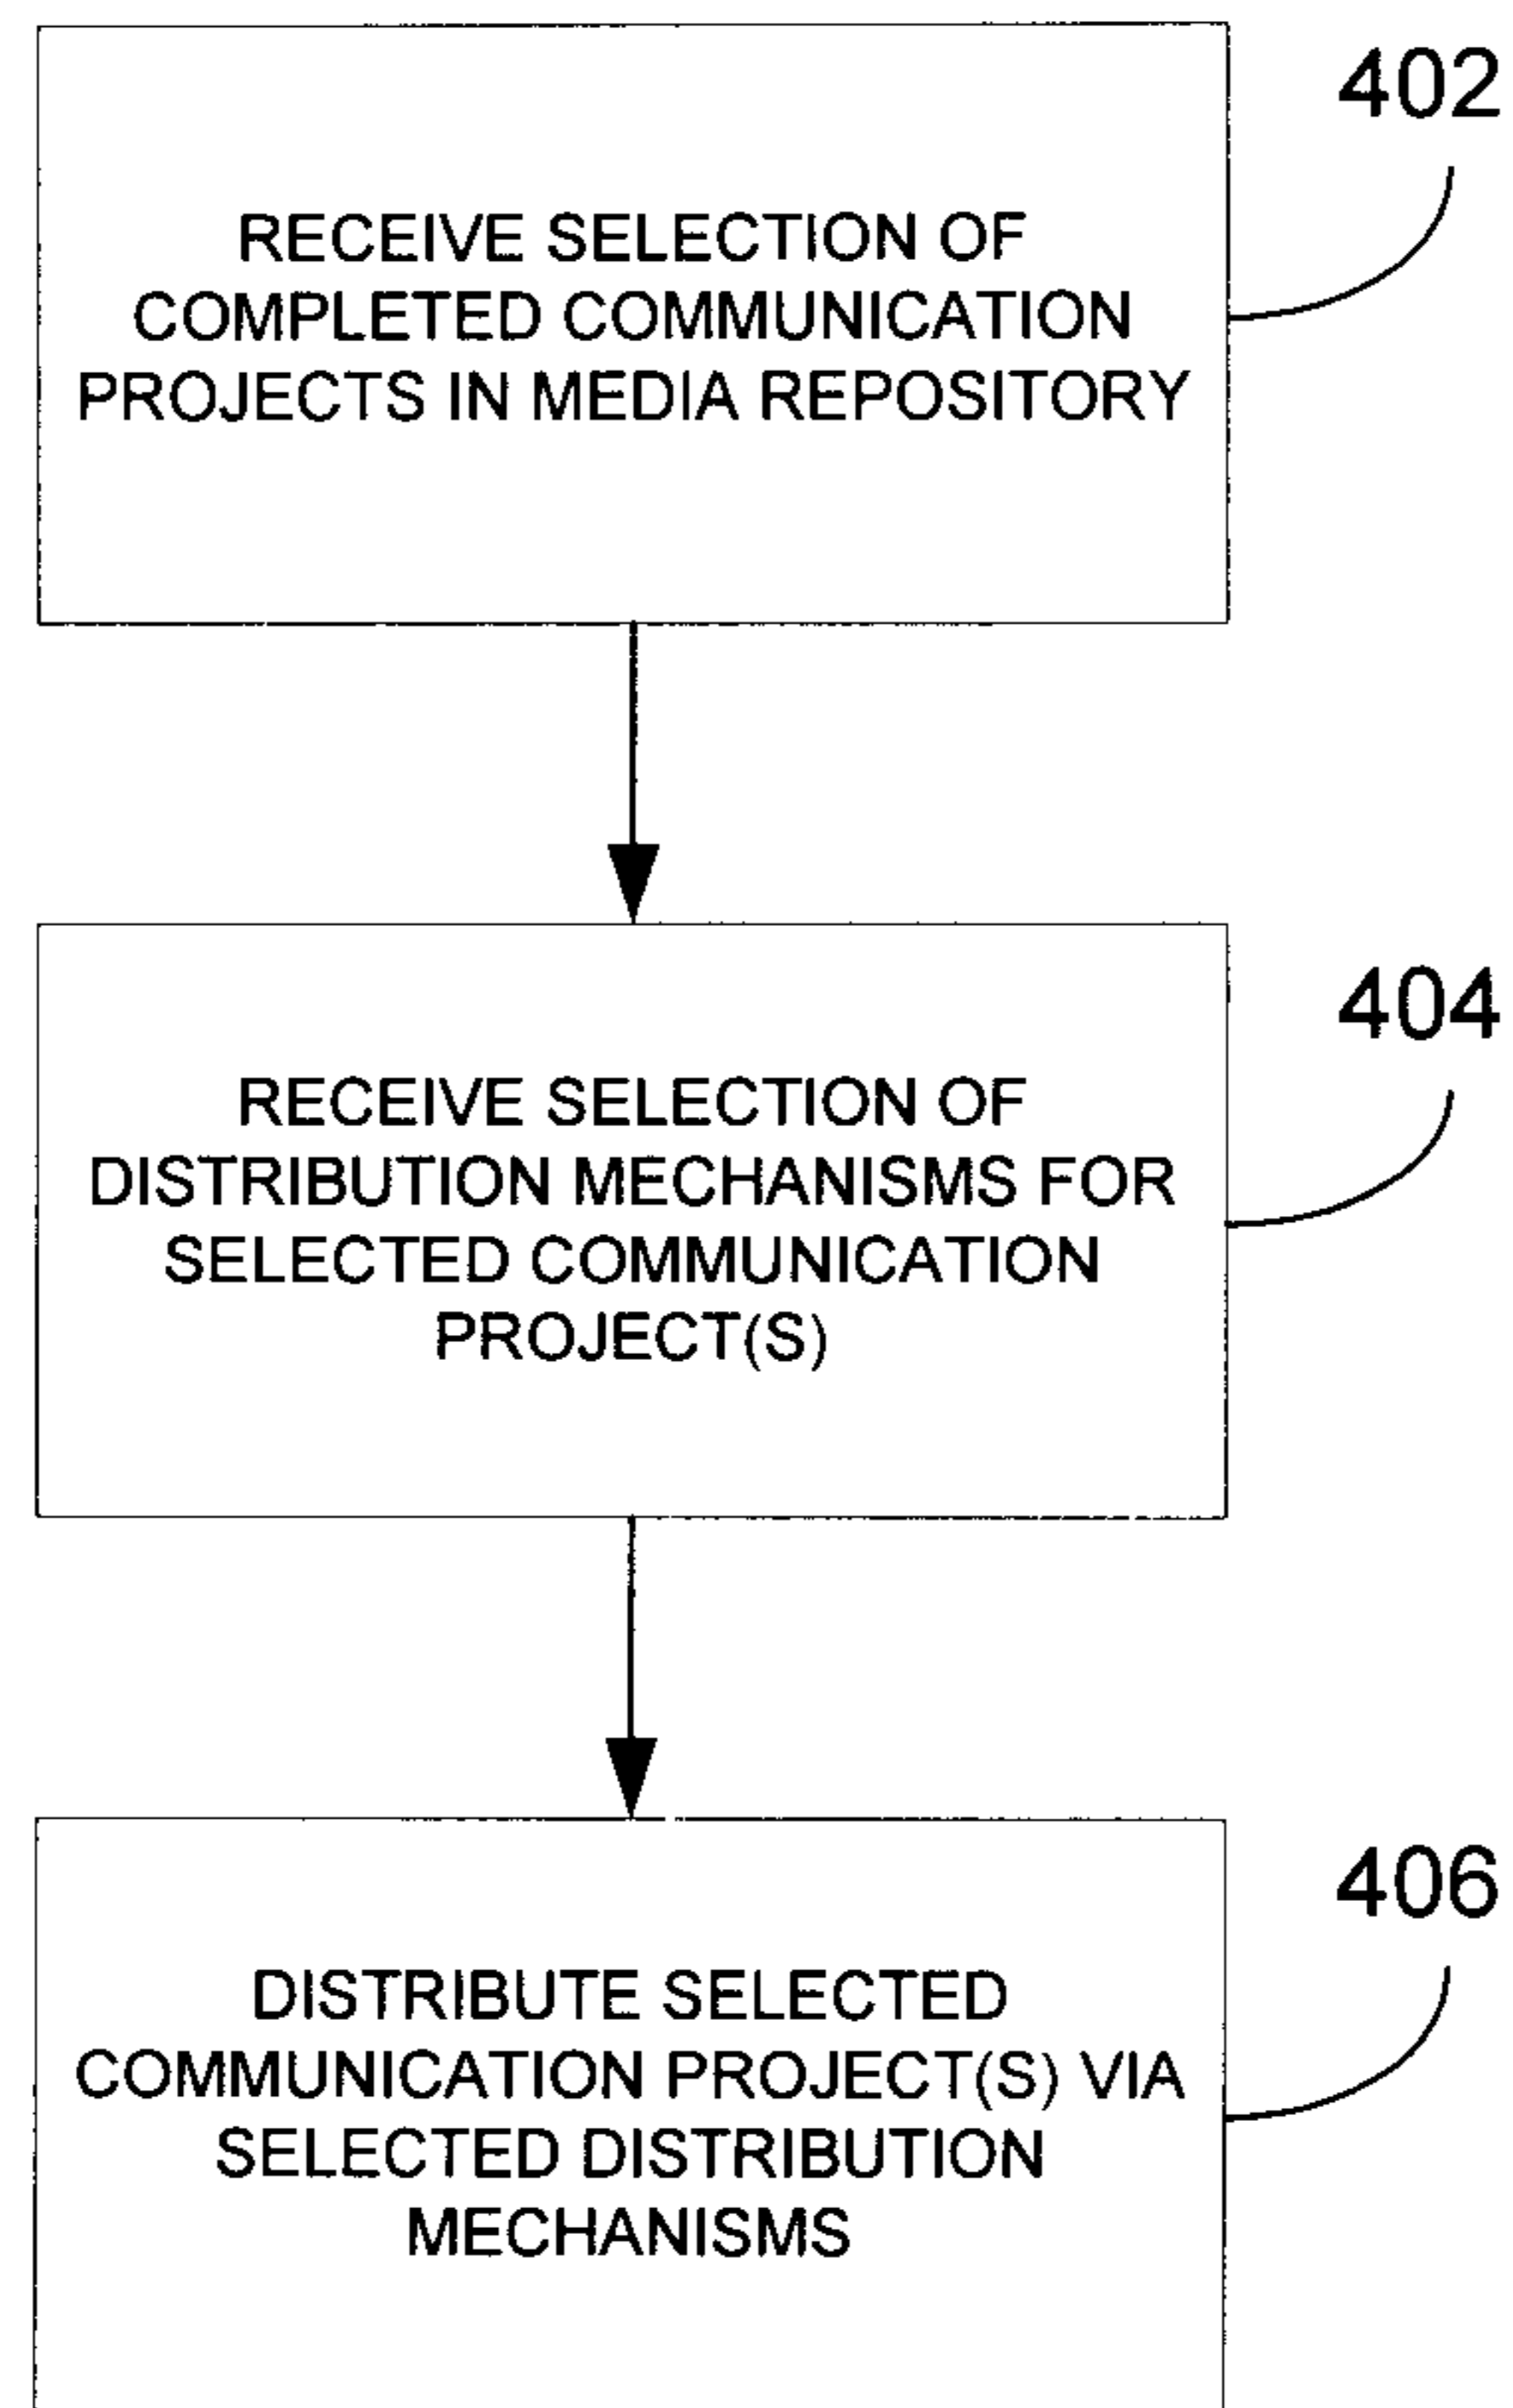 402
RECEIVE SELECTION OF
COMPLETED COMMUNICATION
PROJECTS IN MEDIA REPOSITORY
404
RECEIVE SELECTION OF
DISTRIBUTION MECHANISMS FOR
SELECTED COMMUNICATION
PROJECT(S)
406
DISTRIBUTE SELECTED
COMMUNICATION PROJECT(S) VIA
SELECTED DISTRIBUTION
MECHANISMS